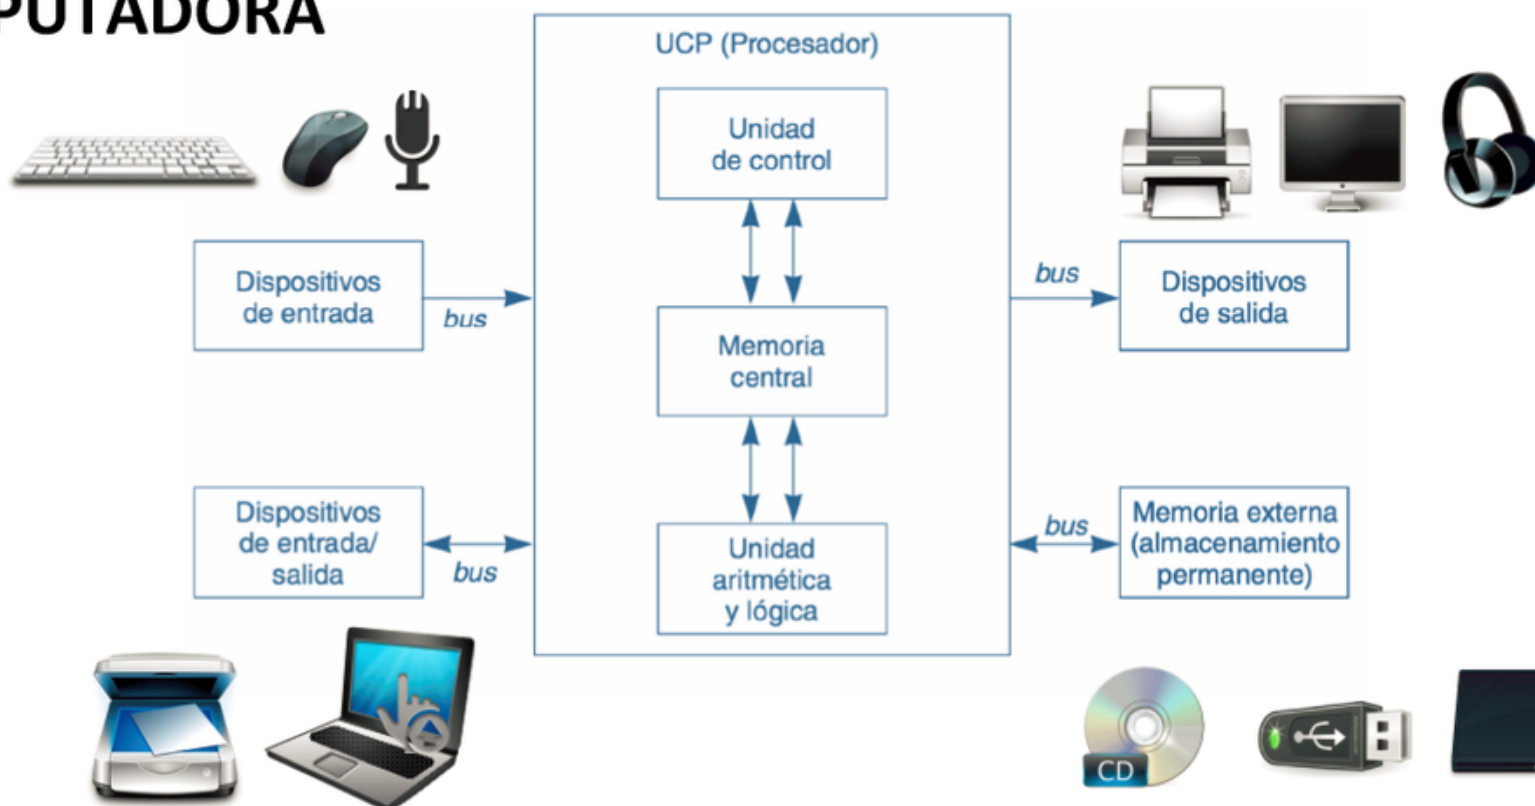 PUTADORA
UCP (Procesador)
Unidad
de control
Dispositivos
de entrada
bus
Memoria
central
bus
Dispositivos
de salida
Dispositivos
de entrada/
salida
bus
Unidad
aritmética
y lógica
bus
Memoria externa
(almacenamiento
permanente)
CD